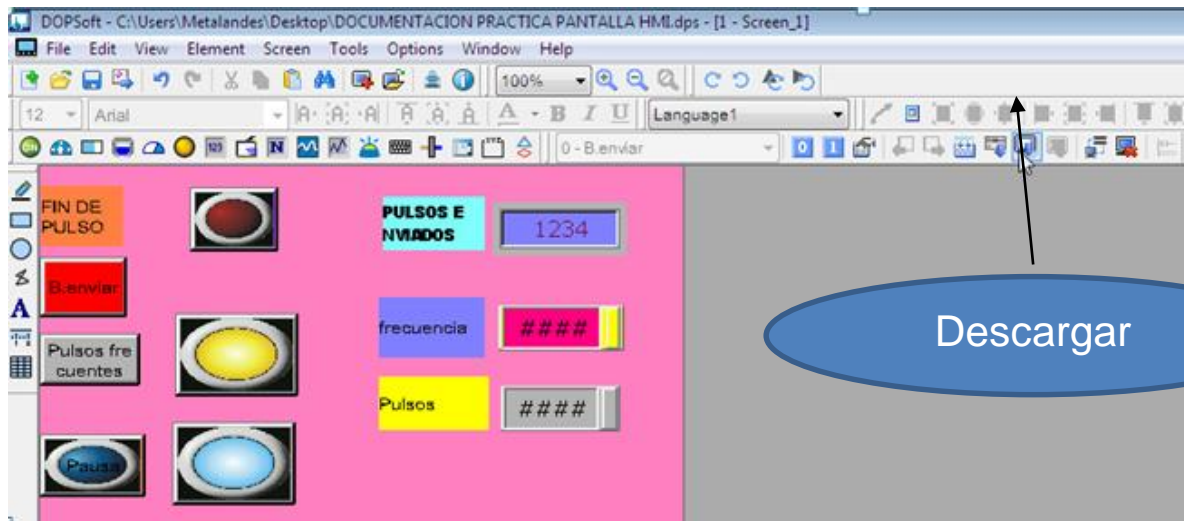 DOPSoft - C:\Users\Metalandes\Desktop\DOCUMENTACION PRACTICA PANTALLA HMI.dps - [1 - Screen_1]
File Edit View Element Screen Tools Options Window Help
100%
12 Arial A A A A A A A B I U Language1
0 - B.enviar 0 1
FIN DE
PULSO
PULSOS E
NVIADOS
1234
B.enviar
frecuencia
####
Descargar
Pulsos fre
cuentes
Pulsos
####
Pausa